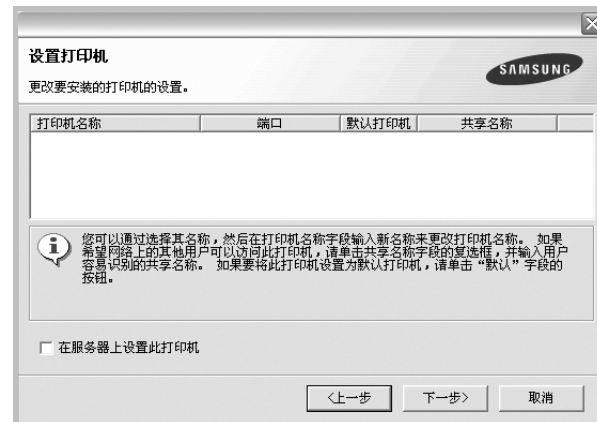 设置打印机
更改要安装的打印机的设置。
SAMSUNG
打印机名称 端口 默认打印机 共享名称
您可以通过选择其名称，然后在打印机名称字段输入新名称来更改打印机名称。 如果
希望网络上的其他用户可以访问此打印机，请单击共享名称字段的复选框，并输入用户
容易识别的共享名称。 如果要将此打印机设置为默认打印机，请单击“默认”字段的
按钮。
在服务器上设置此打印机
<上一步 下一步> 取消